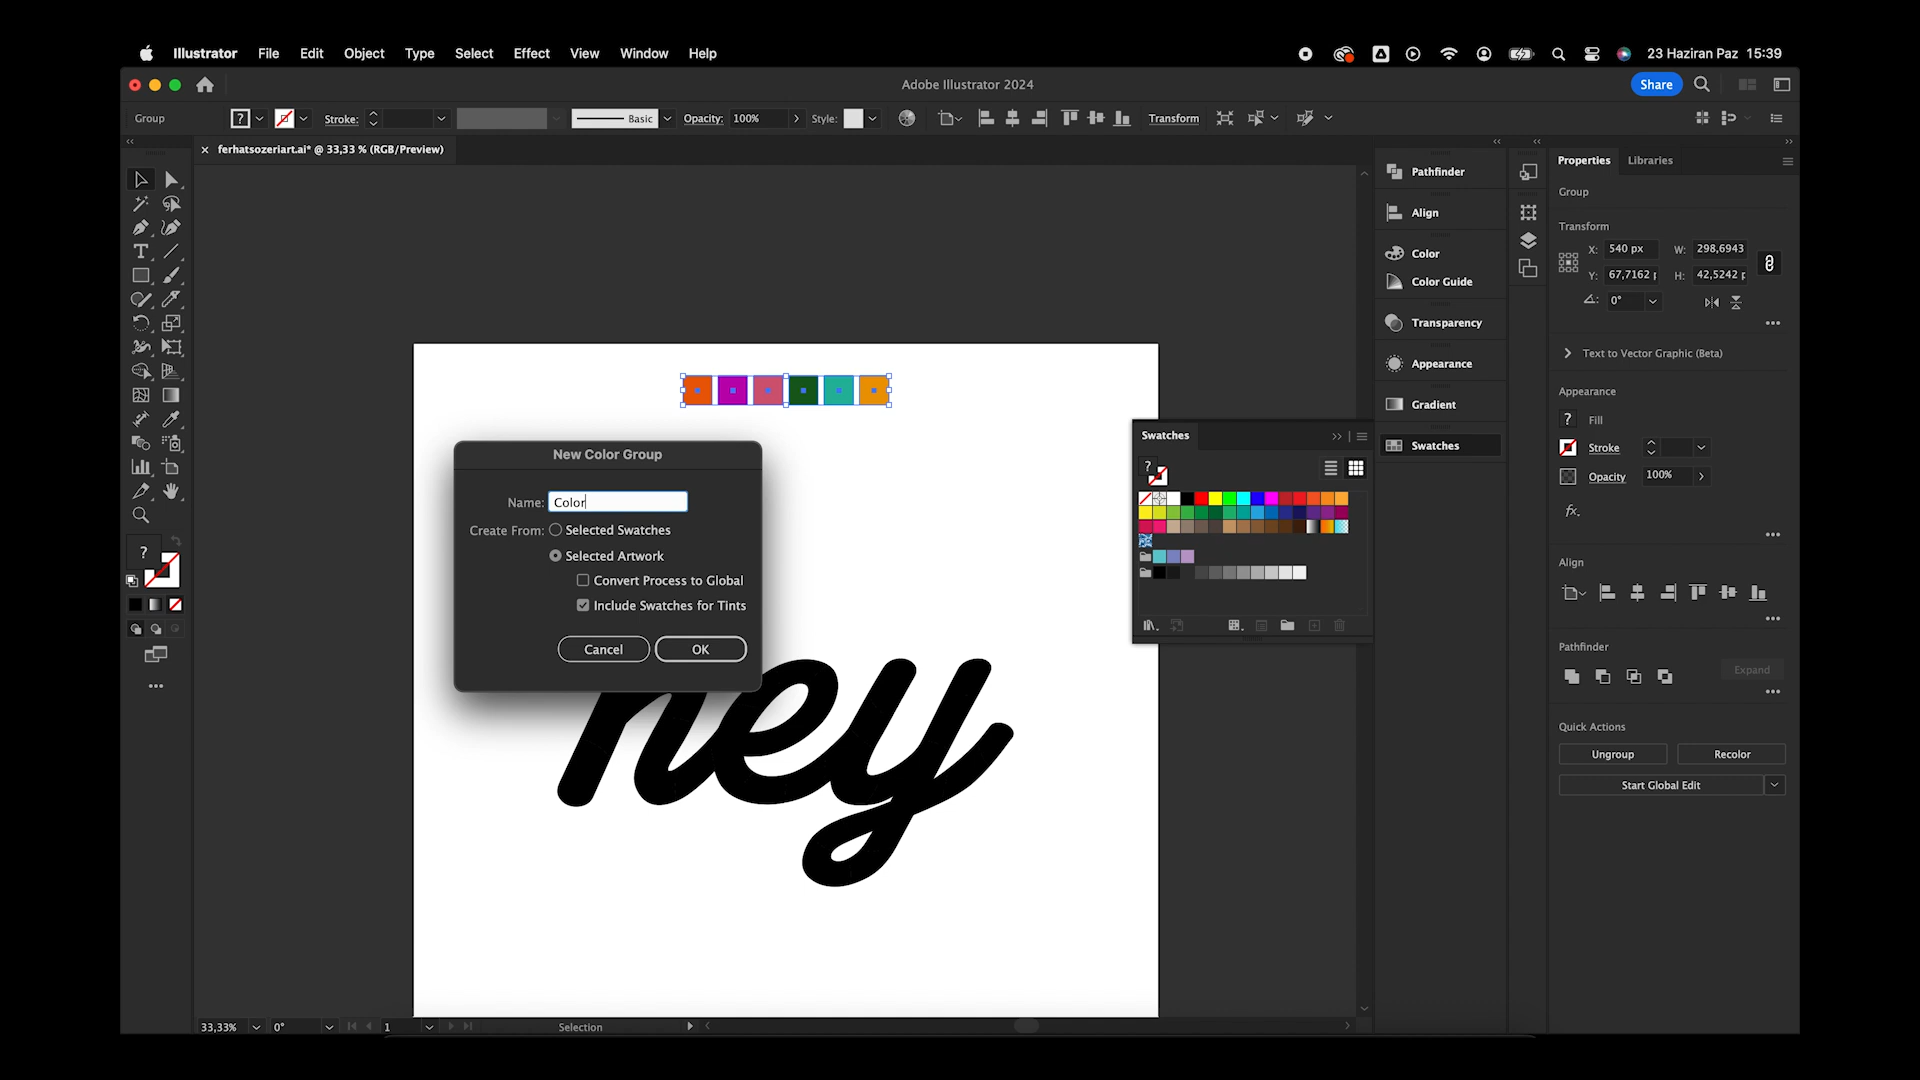 Illustrator File Edit Object Type Select Effect View Window Help
23 Haziran Paz 15:39
Adobe Illustrator 2024
Share
Group
?
Stroke:
Basic
Opacity: 100%
Style:
Transform
ferhatsozeriart.ai* @ 33,33 % (RGB/Preview)
Pathfinder
Align
Color
Color Guide
Transparency
Appearance
Gradient
Swatches
Properties
Libraries
Group
Transform
X: 540 px
W: 298,6943
Y: 67,7162
H: 42,5242
0°
Text to Vector Graphic (Beta)
Appearance
? Fill
Stroke
Opacity 100%
fx.
Align
Pathfinder
Expand
Quick Actions
Ungroup
Recolor
Start Global Edit
Swatches
?
New Color Group
Name: Color
Create From: Selected Swatches
Selected Artwork
Convert Process to Global
Include Swatches for Tints
Cancel
OK
hey
?
33,33%
0°
1
Selection